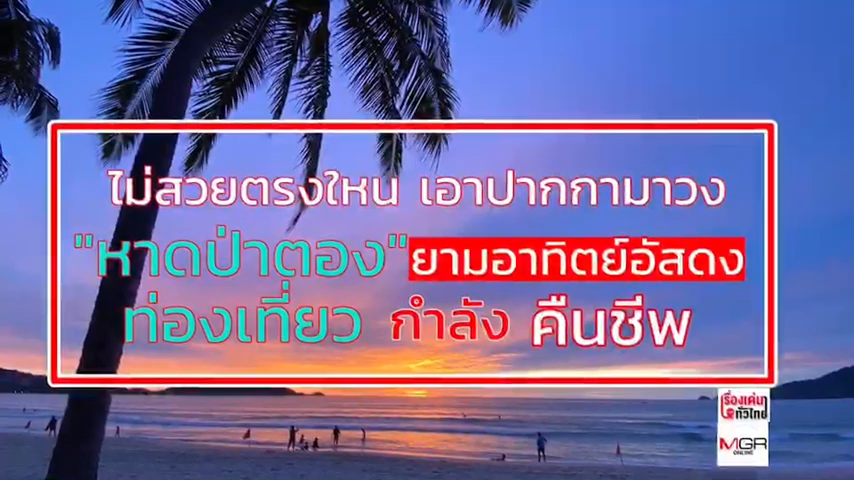 ไม่สวยตรงใหน เอาปากกามาวง
"หาดป่าตอง" ยามอาทิตย์อัสดง
ท่องเที่ยว กำลัง คืนชีพ
เรื่องเด่น
ทั่วไทย
MGR
ONLINE